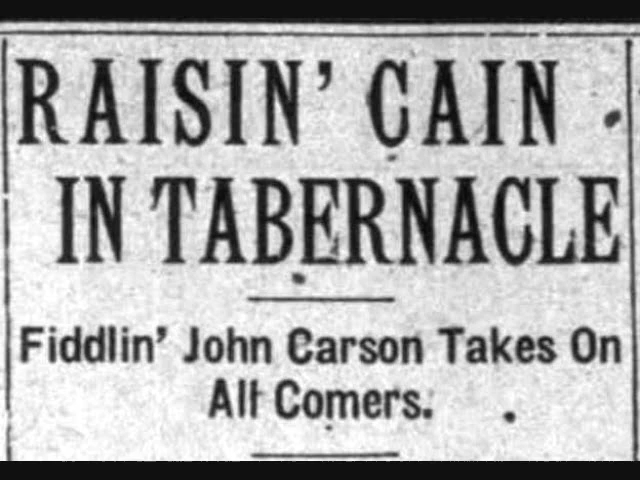 RAISIN' CAIN
IN TABERNACLE
Fiddlin' John Carson Takes On
All Comers.